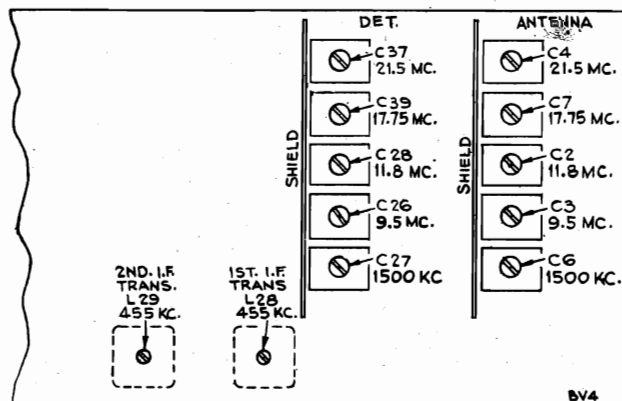 DET.
ANTENNA
C37
21.5 MC.
C39
17.75 MC.
C28
11.8 MC.
C26
9.5 MC.
C27
1500 KC
SHIELD
C4
21.5 MC.
C7
17.75 MC.
C2
11.8 MC.
C3
9.5 MC.
C6
1500 KC
SHIELD
2ND. I.F.
TRANS.
L29
455 KC.
1ST. I.F.
TRANS
L28
455 KC.
BV4